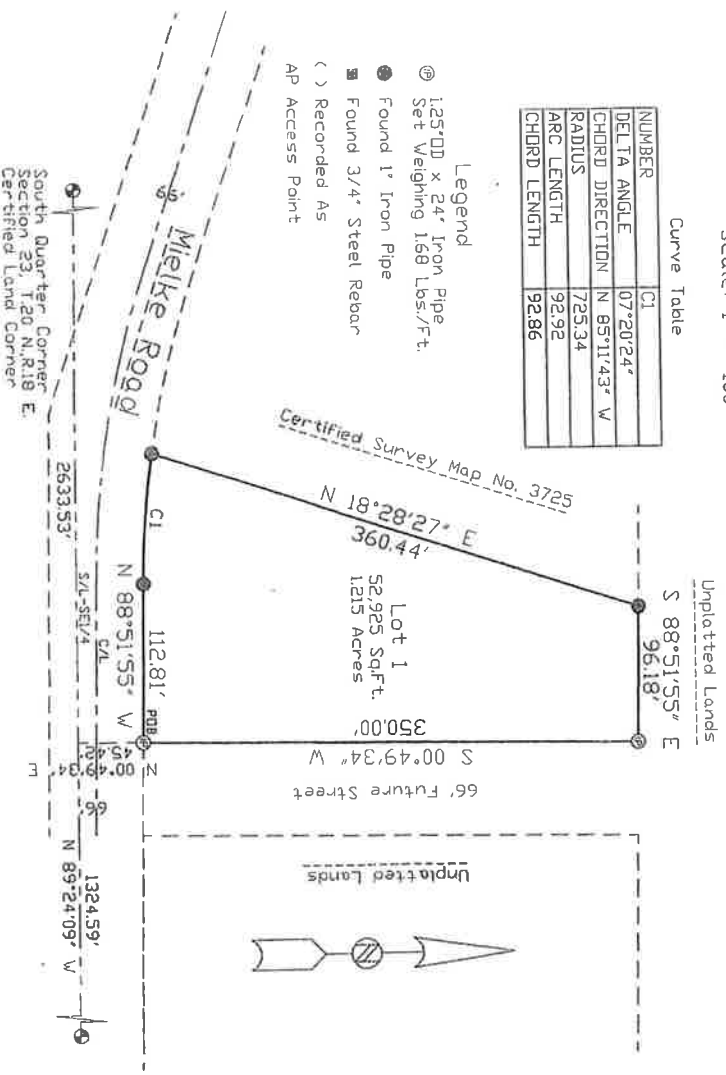 Curve Table
NUMBER C1
DELTA ANGLE 07°20'24"
CHORD DIRECTION N 85°11'43" W
RADIUS 725.34
ARC LENGTH 92.92
CHORD LENGTH 92.86
Legend
1.25"OD x 24" Iron Pipe
Set Weighing 1.68 Lbs./Ft.
Found 1" Iron Pipe
Found 3/4" Steel Rebar
( ) Recorded As
AP Access Point
Unplatted Lands
S 88°51'55" E
96.18'
Certified Survey Map No. 3725
N 18°28'27" E
360.44'
Lot 1
52,925 Sq.Ft.
1.215 Acres
350.00'
S 00°49'34" W
66' Future Street
Unplatted Lands
N
C1
112.81'
POB
N 88°51'55" W
66'
Mielke Road
C/L
S/L-SE1/4
2633.53'
N 00°49'34" E
45.42'
66'
1324.59'
N 89°24'09" W
South Quarter Corner
Section 23, T.20 N.,R.18 E.
Certified Land Corner